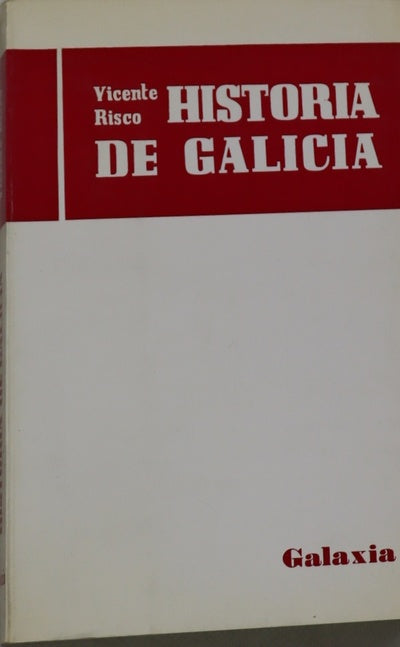 Vicente
Risco
HISTORIA
DE GALICIA
Galaxia